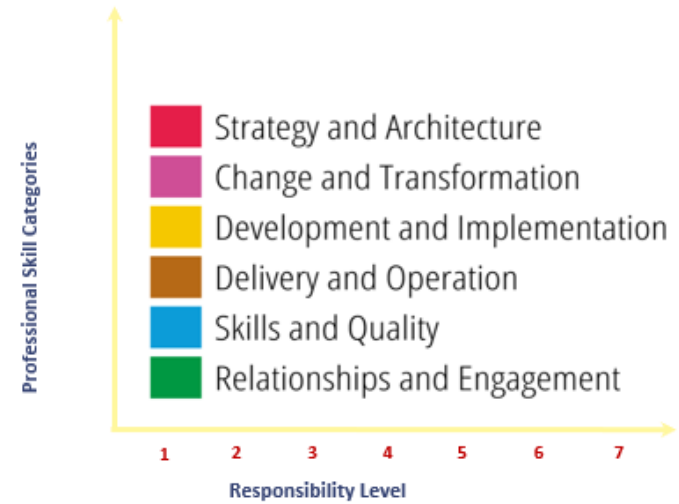 Professional Skill Categories
Strategy and Architecture
Change and Transformation
Development and Implementation
Delivery and Operation
Skills and Quality
Relationships and Engagement
1 2 3 4 5 6 7
Responsibility Level